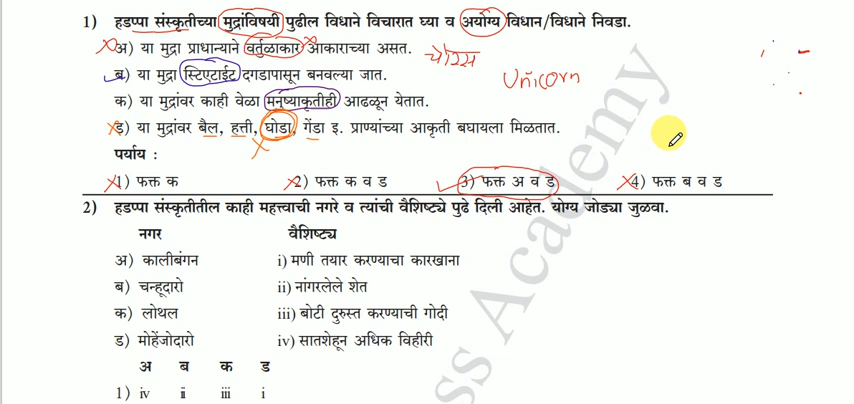 1) हडप्पा संस्कृतीच्या मुद्रांविषयी पुढील विधाने विचारात घ्या व अयोग्य विधान/विधाने निवडा.
अ) या मुद्रा प्राधान्याने वर्तुळाकार आकाराच्या असत. चौरस
ब) या मुद्रा स्टिएटाईट दगडापासून बनवल्या जात. Unicorn
क) या मुद्रांवर काही वेळा मनुष्याकृतीही आढळून येतात.
ड) या मुद्रांवर बैल, हत्ती, घोडा, गेंडा इ. प्राण्यांच्या आकृती बघायला मिळतात.
पर्याय :
1) फक्त क 2) फक्त क व ड 3) फक्त अ व ड 4) फक्त ब व ड
2) हडप्पा संस्कृतीतील काही महत्त्वाची नगरे व त्यांची वैशिष्ट्ये पुढे दिली आहेत. योग्य जोड्या जुळवा.
नगर वैशिष्ट्य
अ) कालीबंगन i) मणी तयार करण्याचा कारखाना
ब) चन्हूदारो ii) नांगरलेले शेत
क) लोथल iii) बोटी दुरुस्त करण्याची गोदी
ड) मोहेंजोदारो iv) सातशेहून अधिक विहीरी
अ ब क ड
1) iv ii iii i
ss Academy